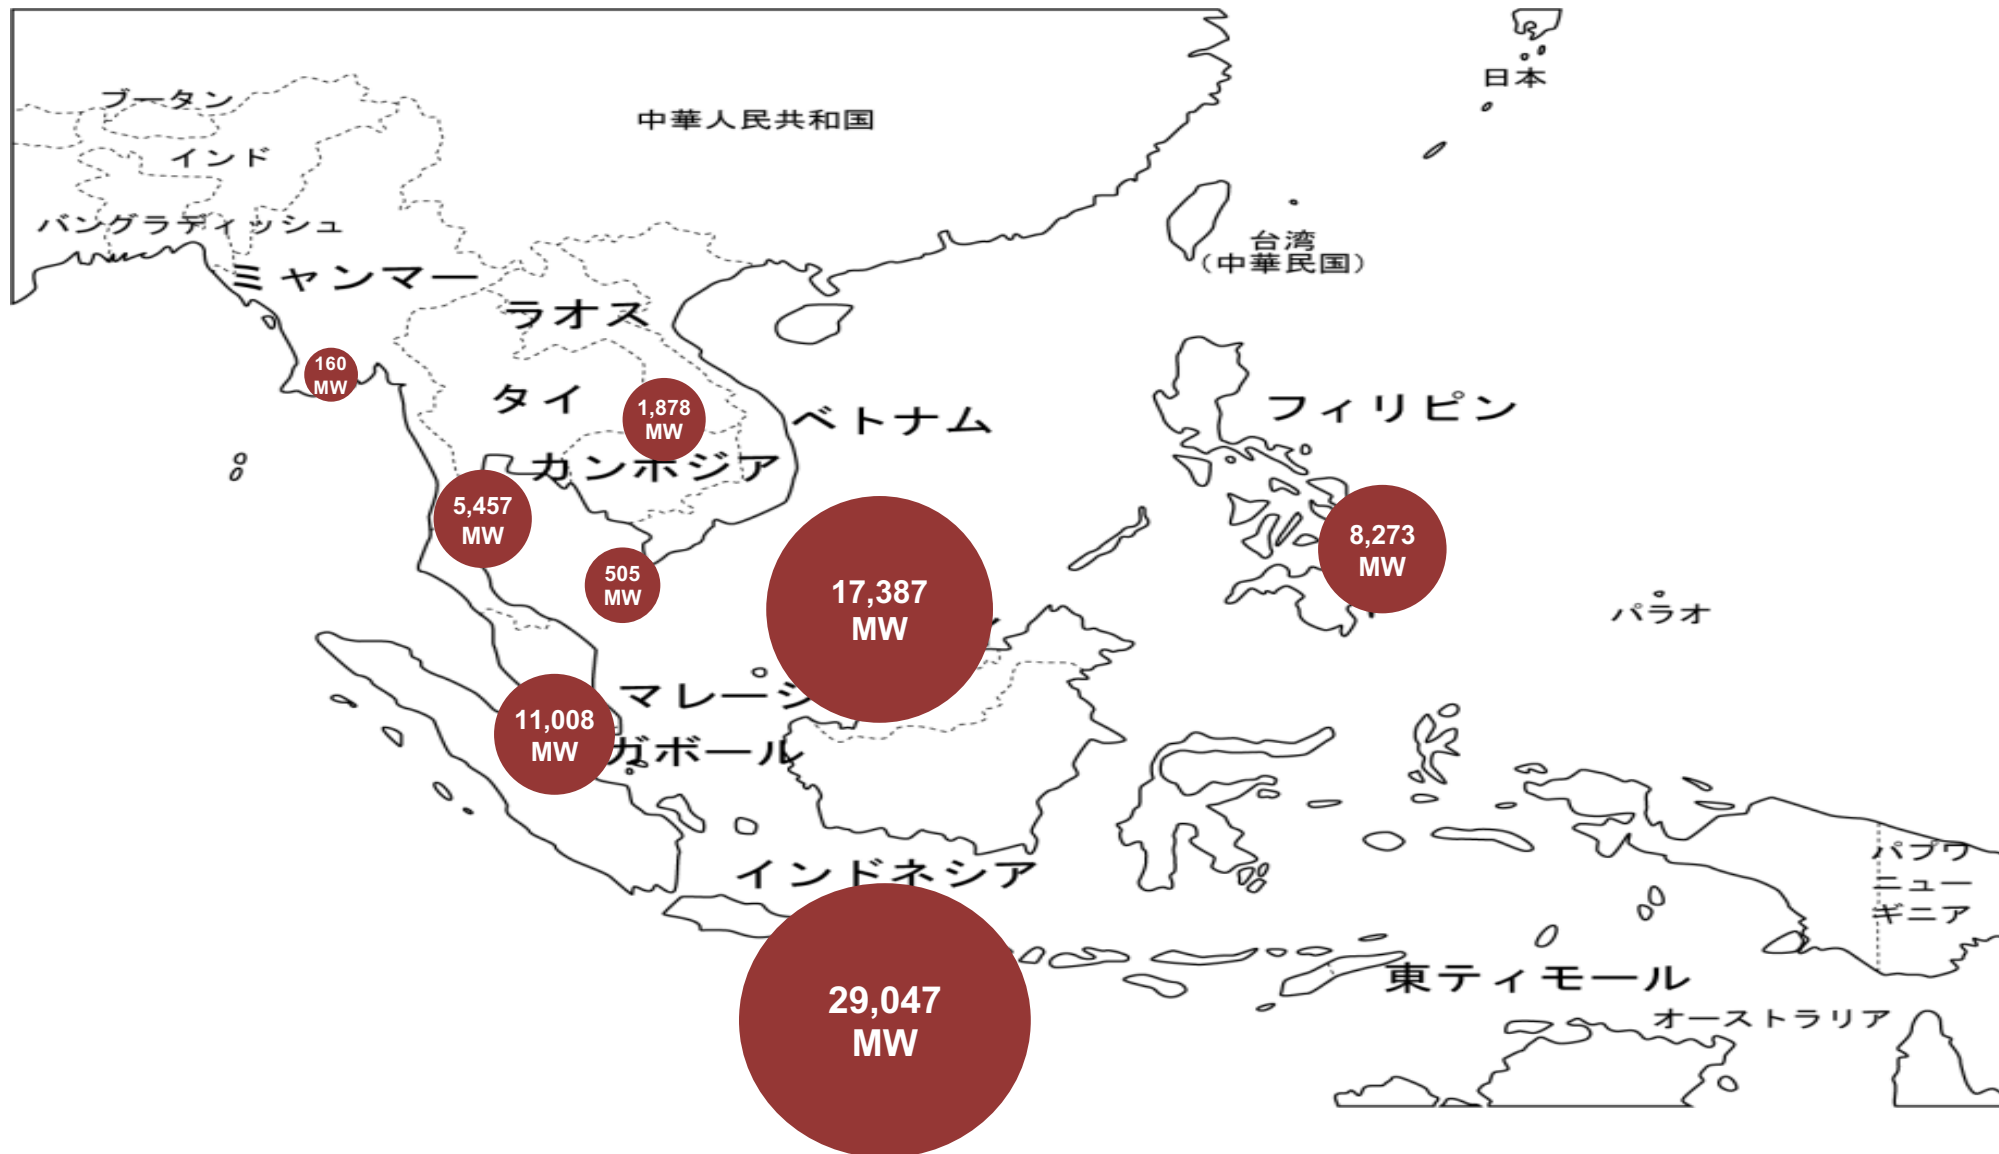 日本
ブータン
中華人民共和国
インド
バングラディッシュ
台湾
（中華民国）
ミャンマー
ラオス
160
MW
タイ
1,878
MW
ベトナム
フィリピン
カンボジア
5,457
MW
8,273
MW
505
MW
17,387
MW
パラオ
マレーシ
11,008
MW
ガポール
インドネシア
パプワ
ニュー
ギニア
東ティモール
29,047
MW
オーストラリア